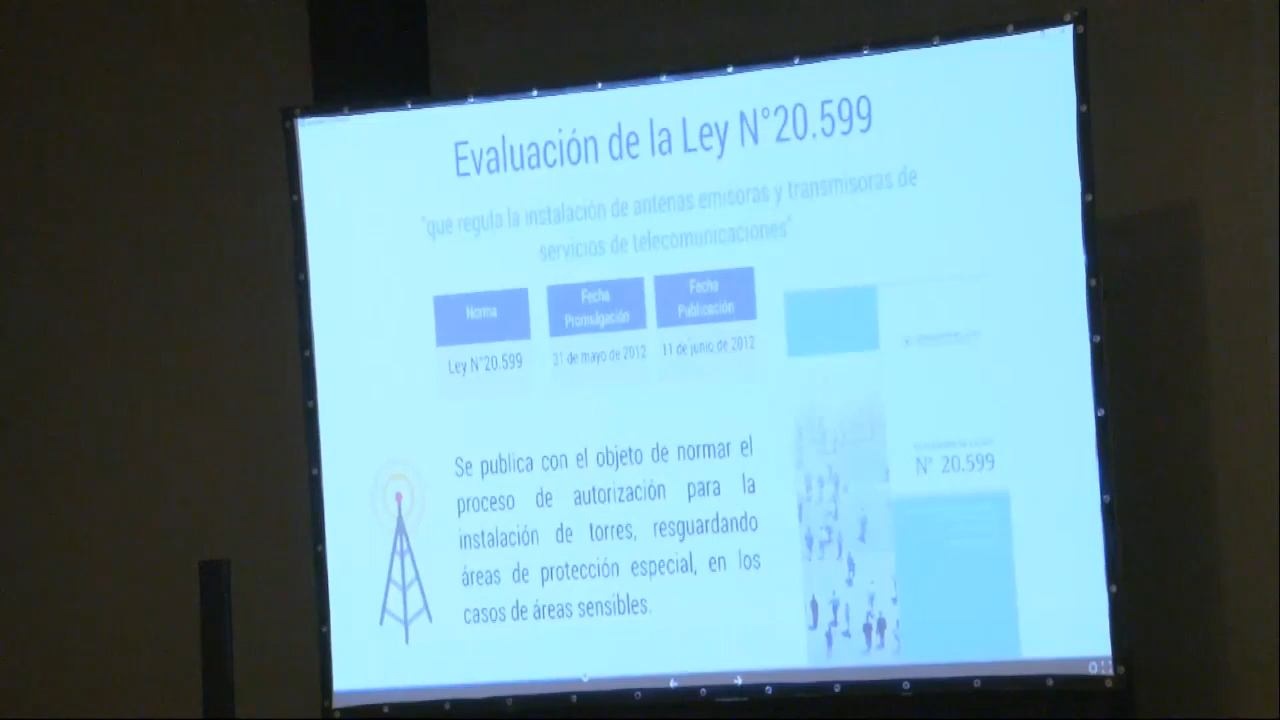 Evaluación de la Ley N°20.599
"que regula la instalación de antenas emisoras y transmisoras de
servicios de telecomunicaciones"
Norma
Fecha
Promulgación
Fecha
Publicación
Ley N°20.599
31 de mayo de 2012
11 de junio de 2012
Se publica con el objeto de normar el
proceso de autorización para la
instalación de torres, resguardando
áreas de protección especial, en los
casos de áreas sensibles.
N° 20.599